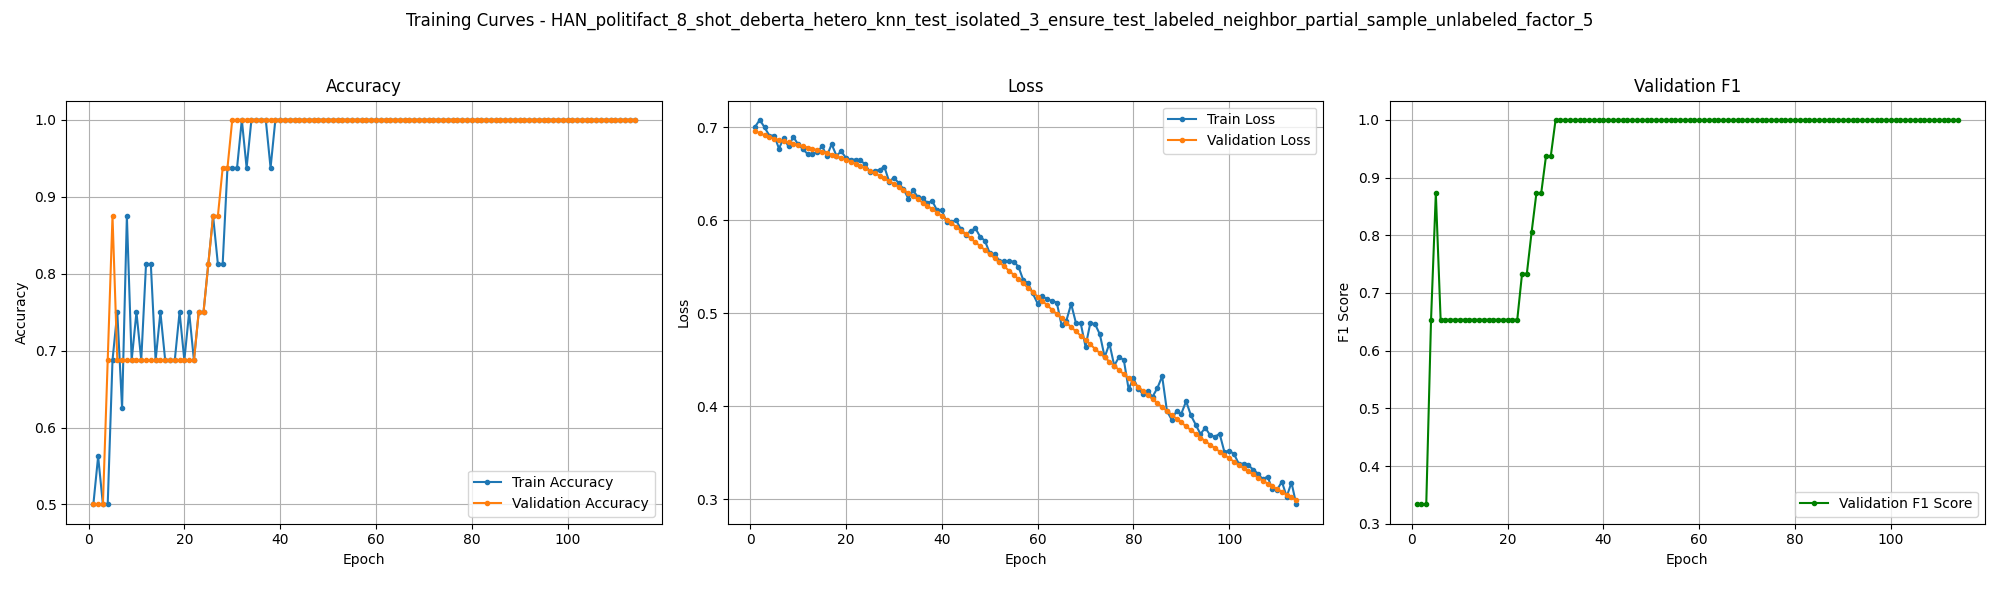 Training Curves - HAN_politifact_8_shot_deberta_hetero_knn_test_isolated_3_ensure_test_labeled_neighbor_partial_sample_unlabeled_factor_5
Accuracy
1.0
0.9
0.8
0.7
0.6
0.5
Accuracy
0 20 40 60 80 100
Epoch
Train Accuracy
Validation Accuracy
Loss
0.7
0.6
0.5
0.4
0.3
Loss
0 20 40 60 80 100
Epoch
Train Loss
Validation Loss
Validation F1
1.0
0.9
0.8
0.7
0.6
0.5
0.4
0.3
F1 Score
0 20 40 60 80 100
Epoch
Validation F1 Score